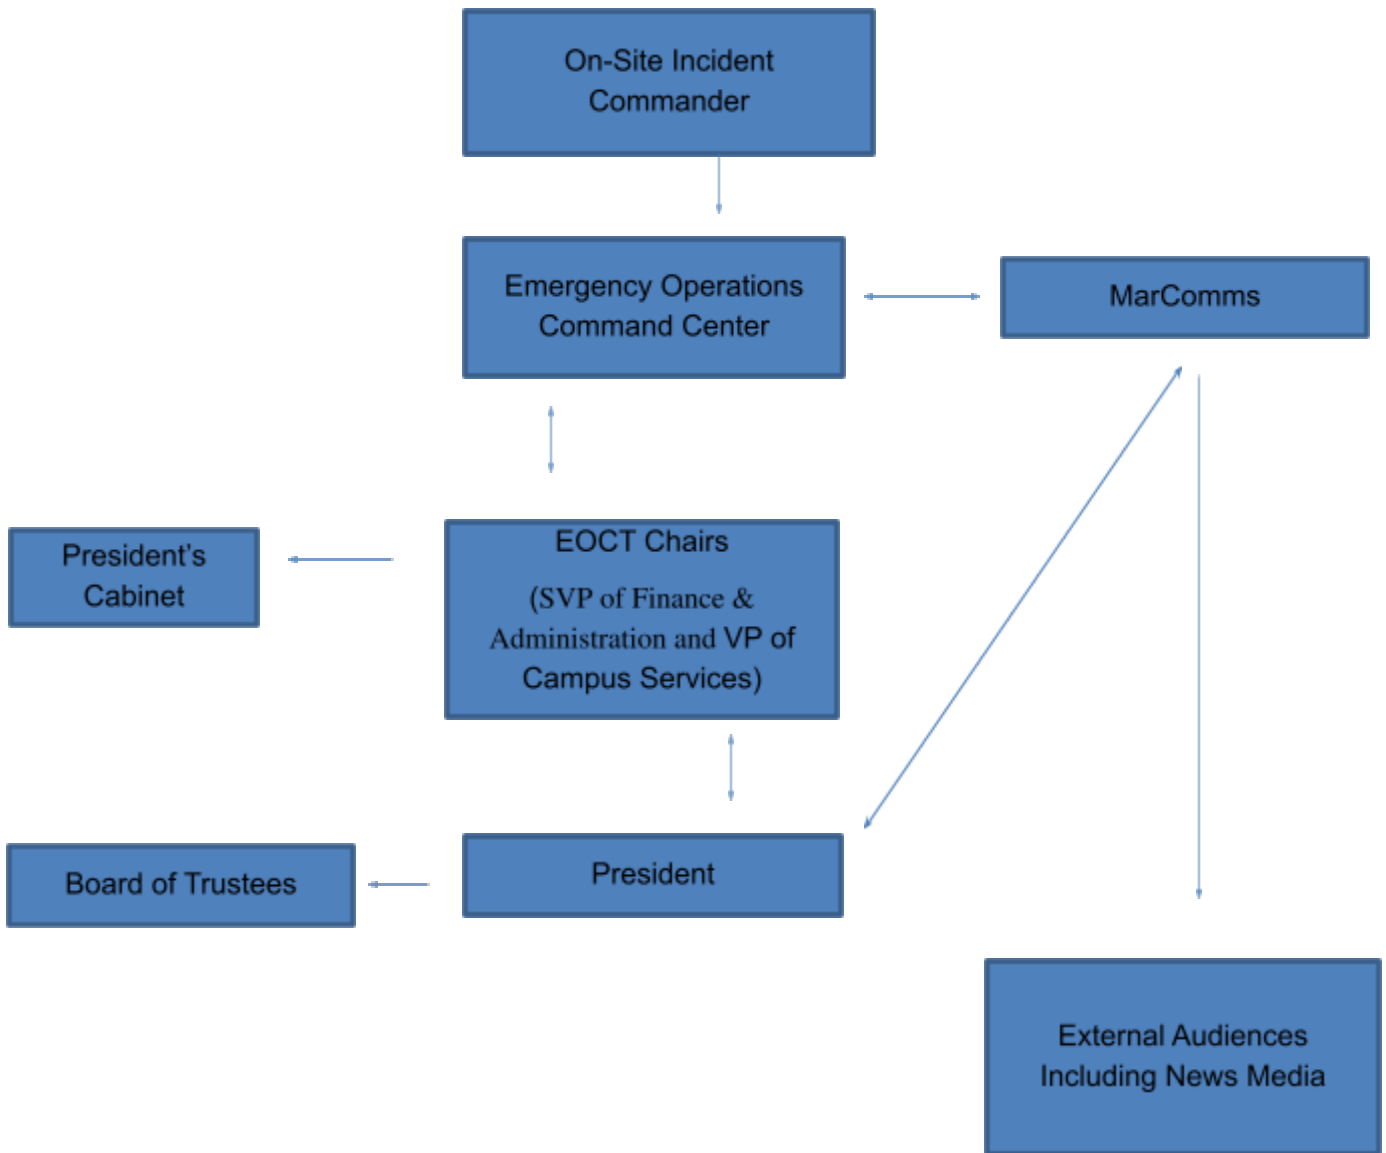 On-Site Incident
Commander
Emergency Operations
Command Center
MarComms
President’s
Cabinet
EOCT Chairs
(SVP of Finance &
Administration and VP of
Campus Services)
Board of Trustees
President
External Audiences
Including News Media